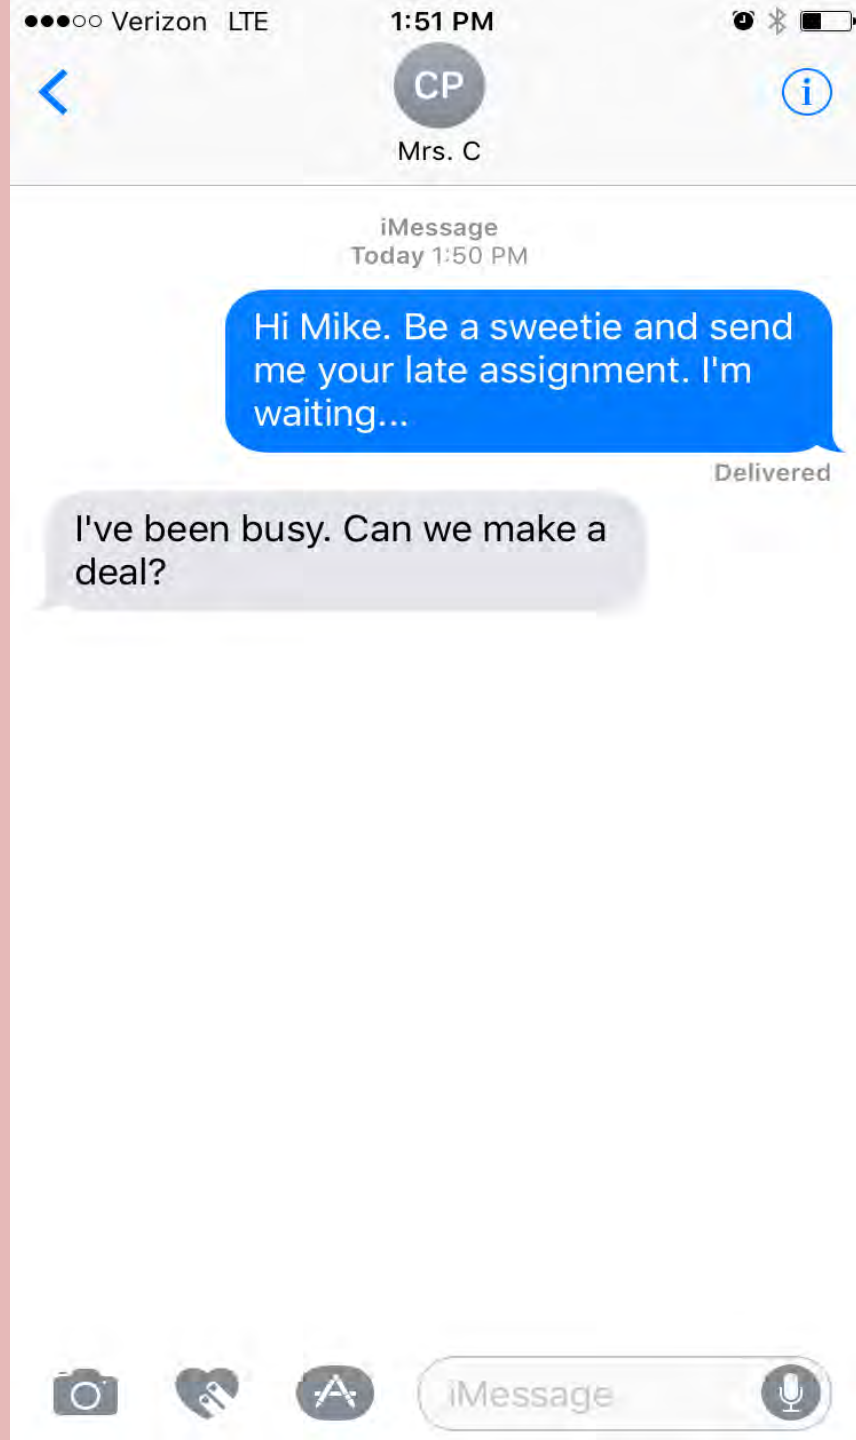 Verizon LTE 1:51 PM
CP
i
Mrs. C
iMessage
Today 1:50 PM
Hi Mike. Be a sweetie and send
me your late assignment. I'm
waiting...
Delivered
I've been busy. Can we make a
deal?
iMessage